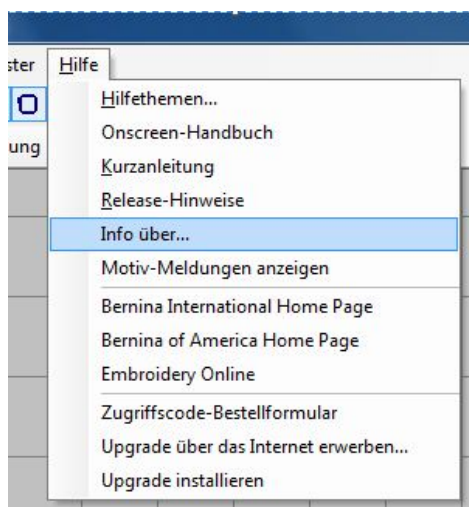 ster Hilfe
ung
Hilfethemen...
Onscreen-Handbuch
Kurzanleitung
Release-Hinweise
Info über...
Motiv-Meldungen anzeigen
Bernina International Home Page
Bernina of America Home Page
Embroidery Online
Zugriffscode-Bestellformular
Upgrade über das Internet erwerben...
Upgrade installieren